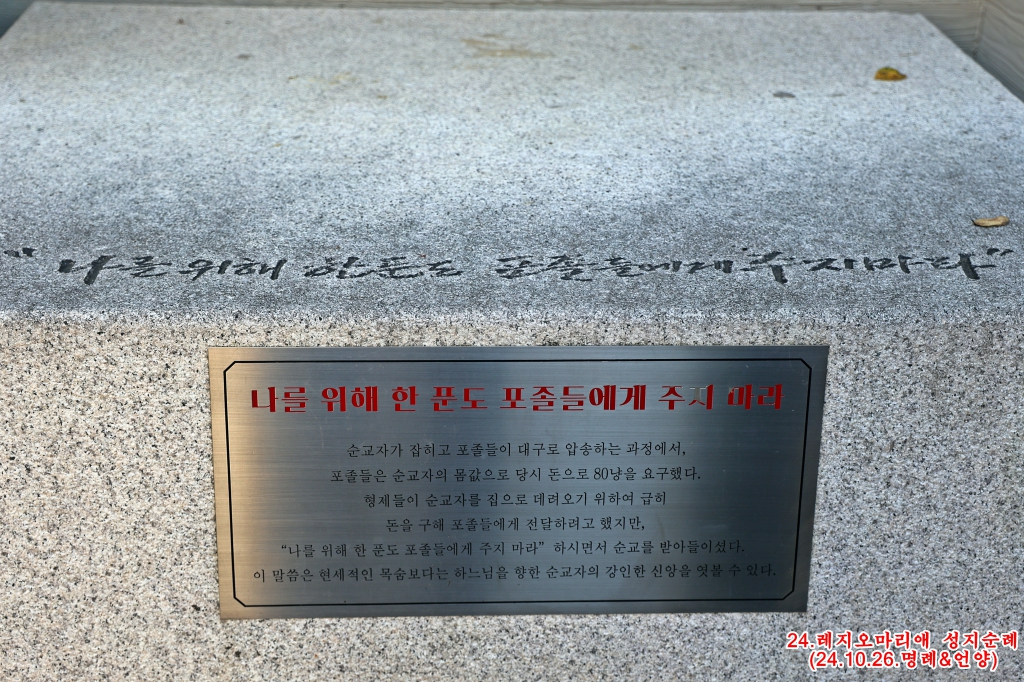 "나를 위해 한푼도 포졸들에게 주지마라"
나를 위해 한 푼도 포졸들에게 주지 마라
순교자가 잡히고 포졸들이 대구로 압송하는 과정에서,
포졸들은 순교자의 몸값으로 당시 돈으로 80냥을 요구했다.
형제들이 순교자를 집으로 데려오기 위하여 급히
돈을 구해 포졸들에게 전달하려고 했지만,
"나를 위해 한 푼도 포졸들에게 주지 마라" 하시면서 순교를 받아들이셨다.
이 말씀은 현세적인 목숨보다는 하느님을 향한 순교자의 강인한 신앙을 엿볼 수 있다.
24.레지오마리애 성지순례
(24.10.26.명례&언양)